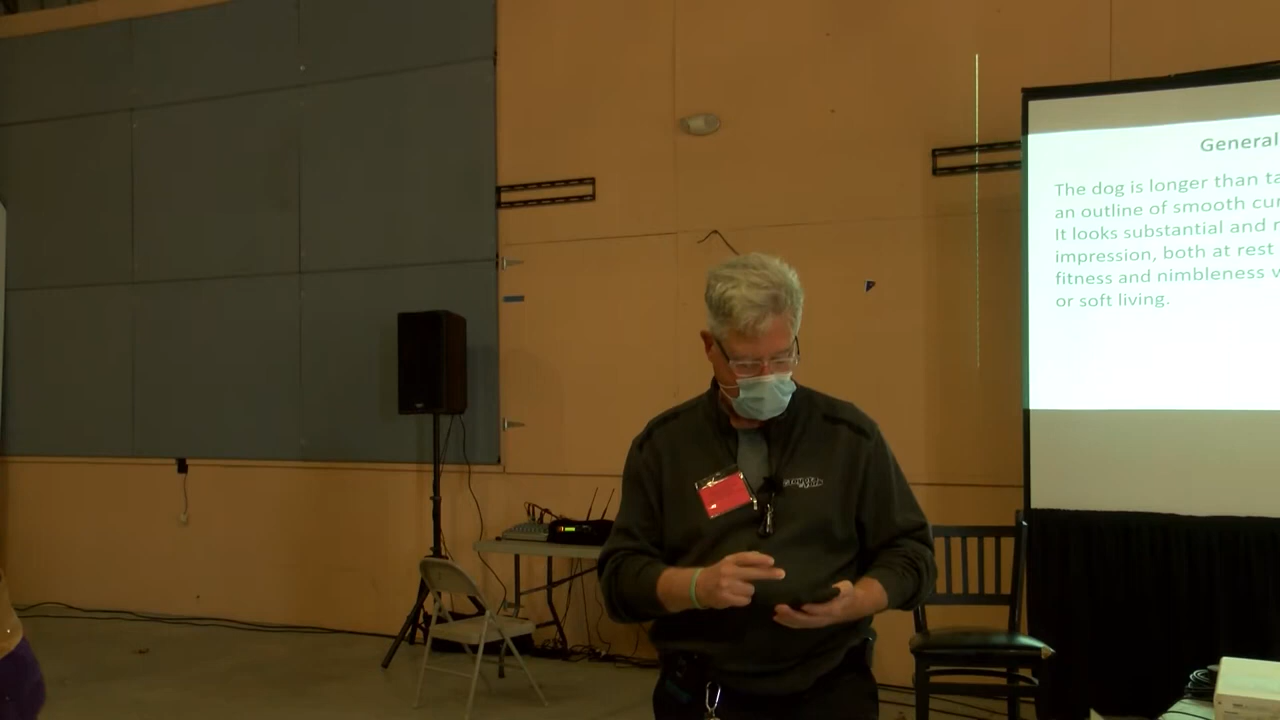 General
The dog is longer than ta
an outline of smooth cur
It looks substantial and r
impression, both at rest
fitness and nimbleness w
or soft living.